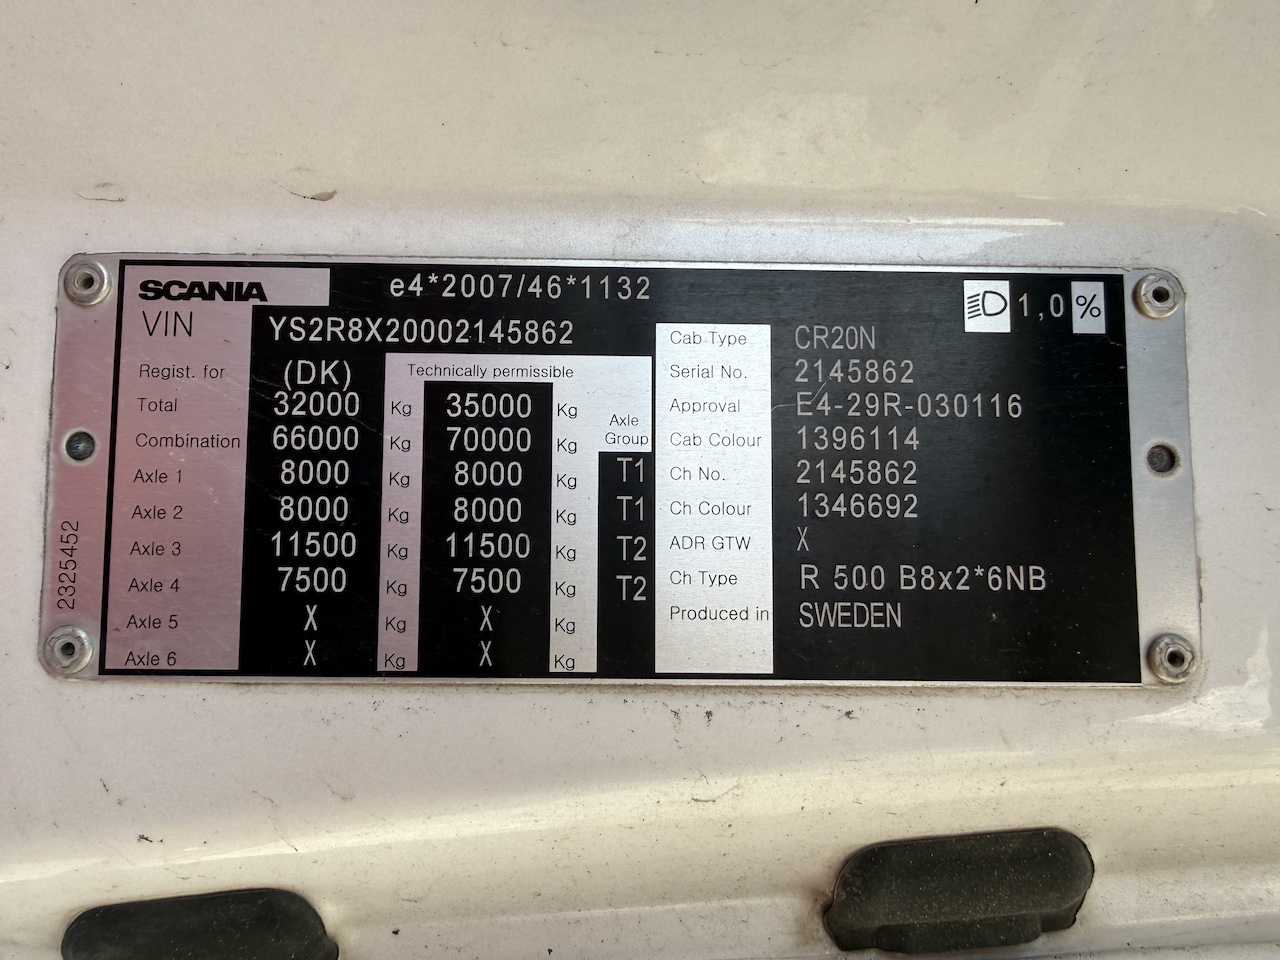 SCANIA e4*2007/46*1132 1,0 %
VIN YS2R8X20002145862
Regist. for (DK) Technically permissible
Total 32000 Kg 35000 Kg Axle Group
Combination 66000 Kg 70000 Kg
Axle 1 8000 Kg 8000 Kg T1
Axle 2 8000 Kg 8000 Kg T1
Axle 3 11500 Kg 11500 Kg T2
Axle 4 7500 Kg 7500 Kg T2
Axle 5 X Kg X Kg
Axle 6 X Kg X Kg
Cab Type CR20N
Serial No. 2145862
Approval E4-29R-030116
Cab Colour 1396114
Ch No. 2145862
Ch Colour 1346692
ADR GTW X
Ch Type R 500 B8x2*6NB
Produced in SWEDEN
2325452